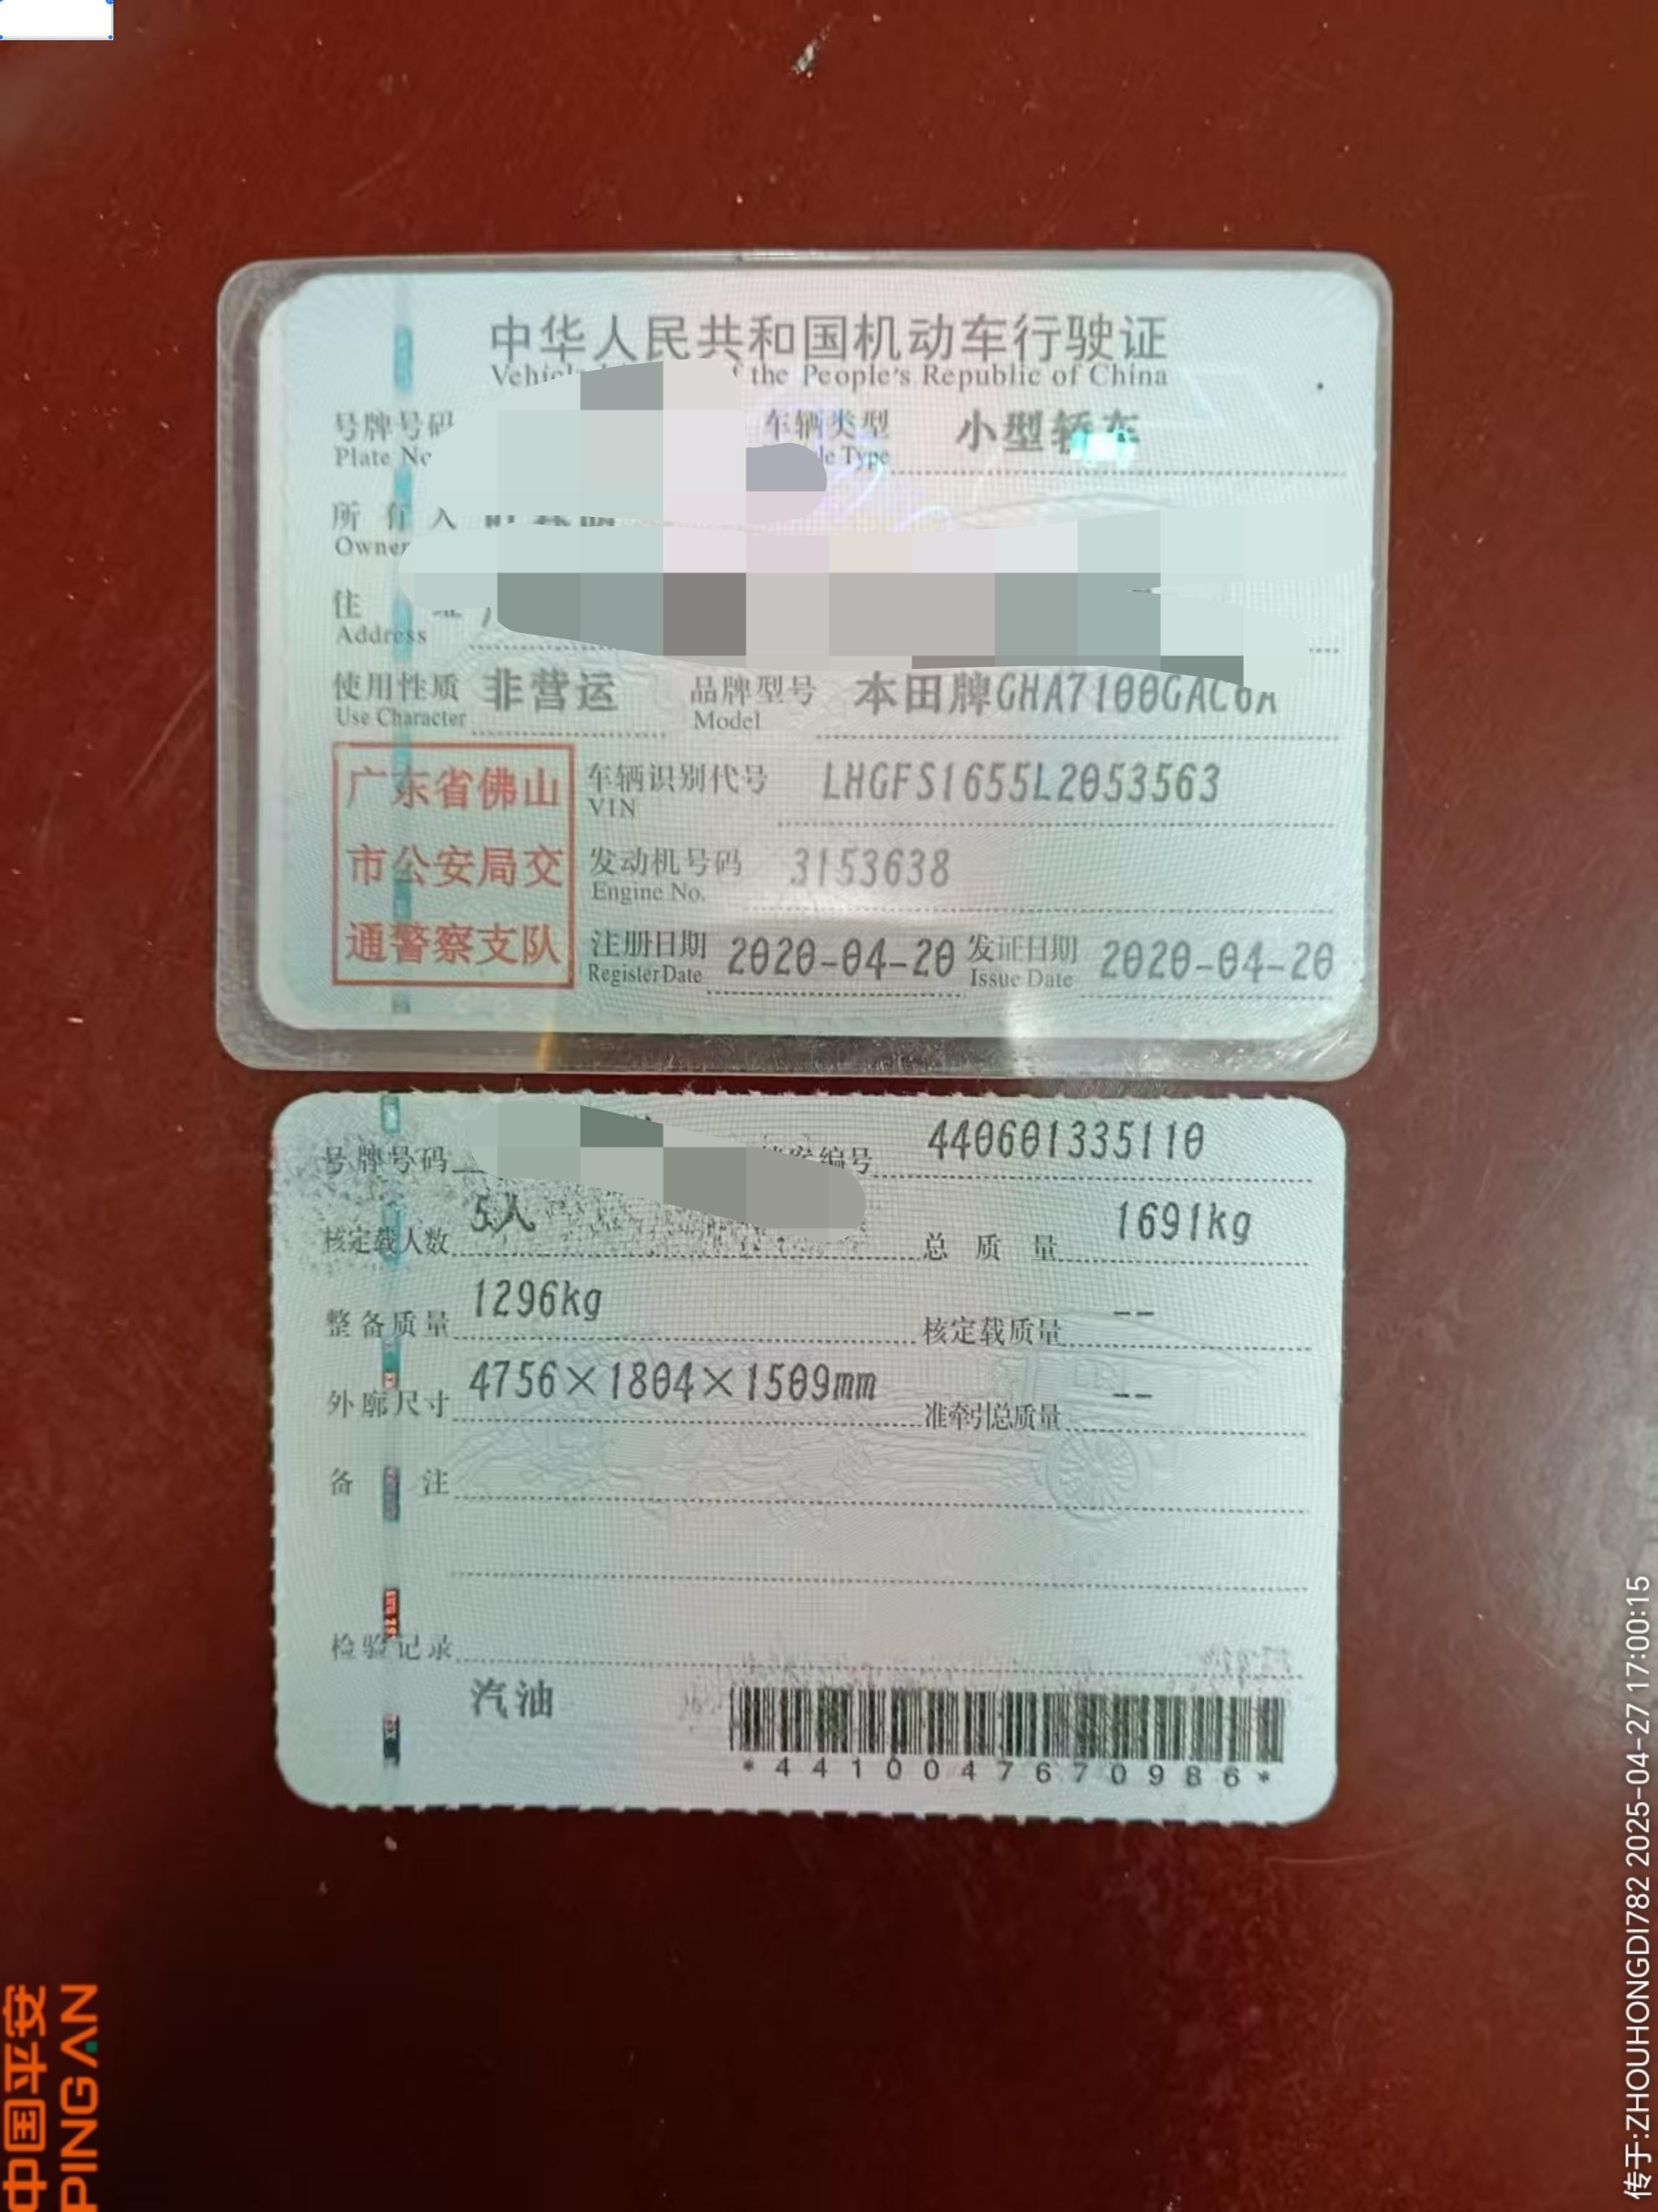 中华人民共和国机动车行驶证
the People's Republic of China
号牌号码 车辆类型 小型轿车
Plate No
所有人
Owner
住
Address
使用性质 非营运 品牌型号 本田牌GHA7100GAC6A
Use Character Model
广东省佛山
市公安局交
通警察支队
车辆识别代号 LHGFS1655L2053563
VIN
发动机号码 3153638
Engine No.
注册日期 2020-04-20 发证日期 2020-04-20
Register Date Issue Date
号牌号码 编号 440601335110
核定载人数 5人 总质量 1691kg
整备质量 1296kg 核定载质量 --
外廓尺寸 4756×1804×1509mm 准牵引总质量 --
备注
检验记录
汽油
*4410047670986*
中国平安
PINGAN
传于:ZHOUHONGDI782 2025-04-27 17:00:15